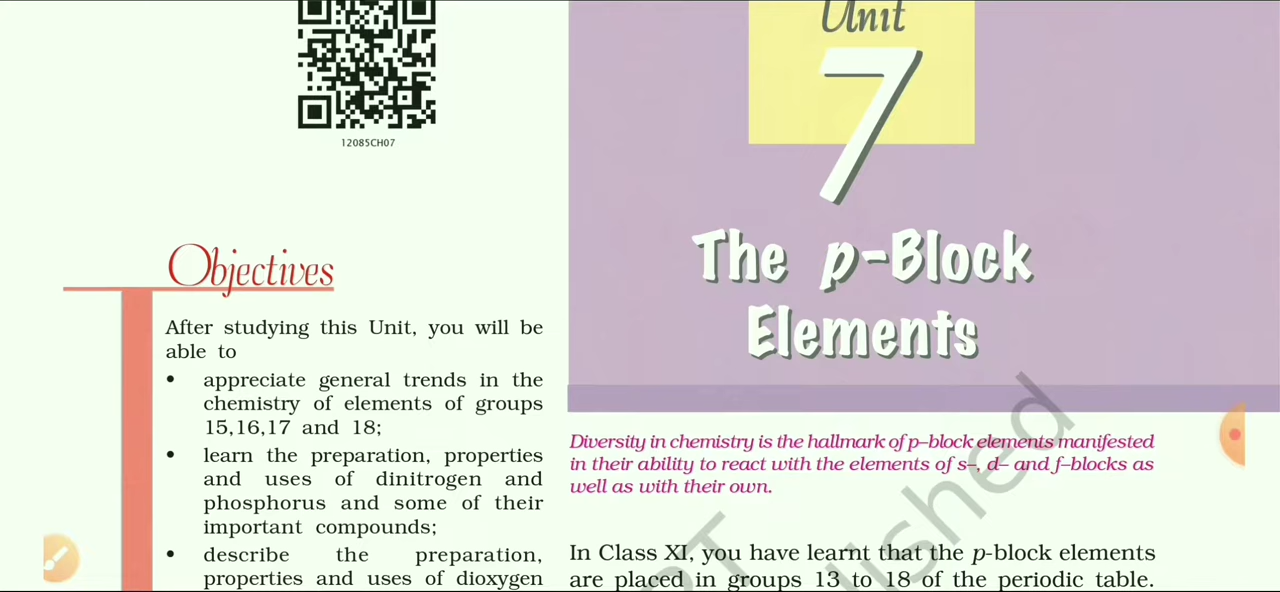 Unit
7
The p-Block
Elements
12085CH07
Objectives
After studying this Unit, you will be
able to
• appreciate general trends in the
chemistry of elements of groups
15,16,17 and 18;
• learn the preparation, properties
and uses of dinitrogen and
phosphorus and some of their
important compounds;
• describe the preparation,
properties and uses of dioxygen
Diversity in chemistry is the hallmark of p–block elements manifested
in their ability to react with the elements of s–, d– and f–blocks as
well as with their own.
In Class XI, you have learnt that the p-block elements
are placed in groups 13 to 18 of the periodic table.